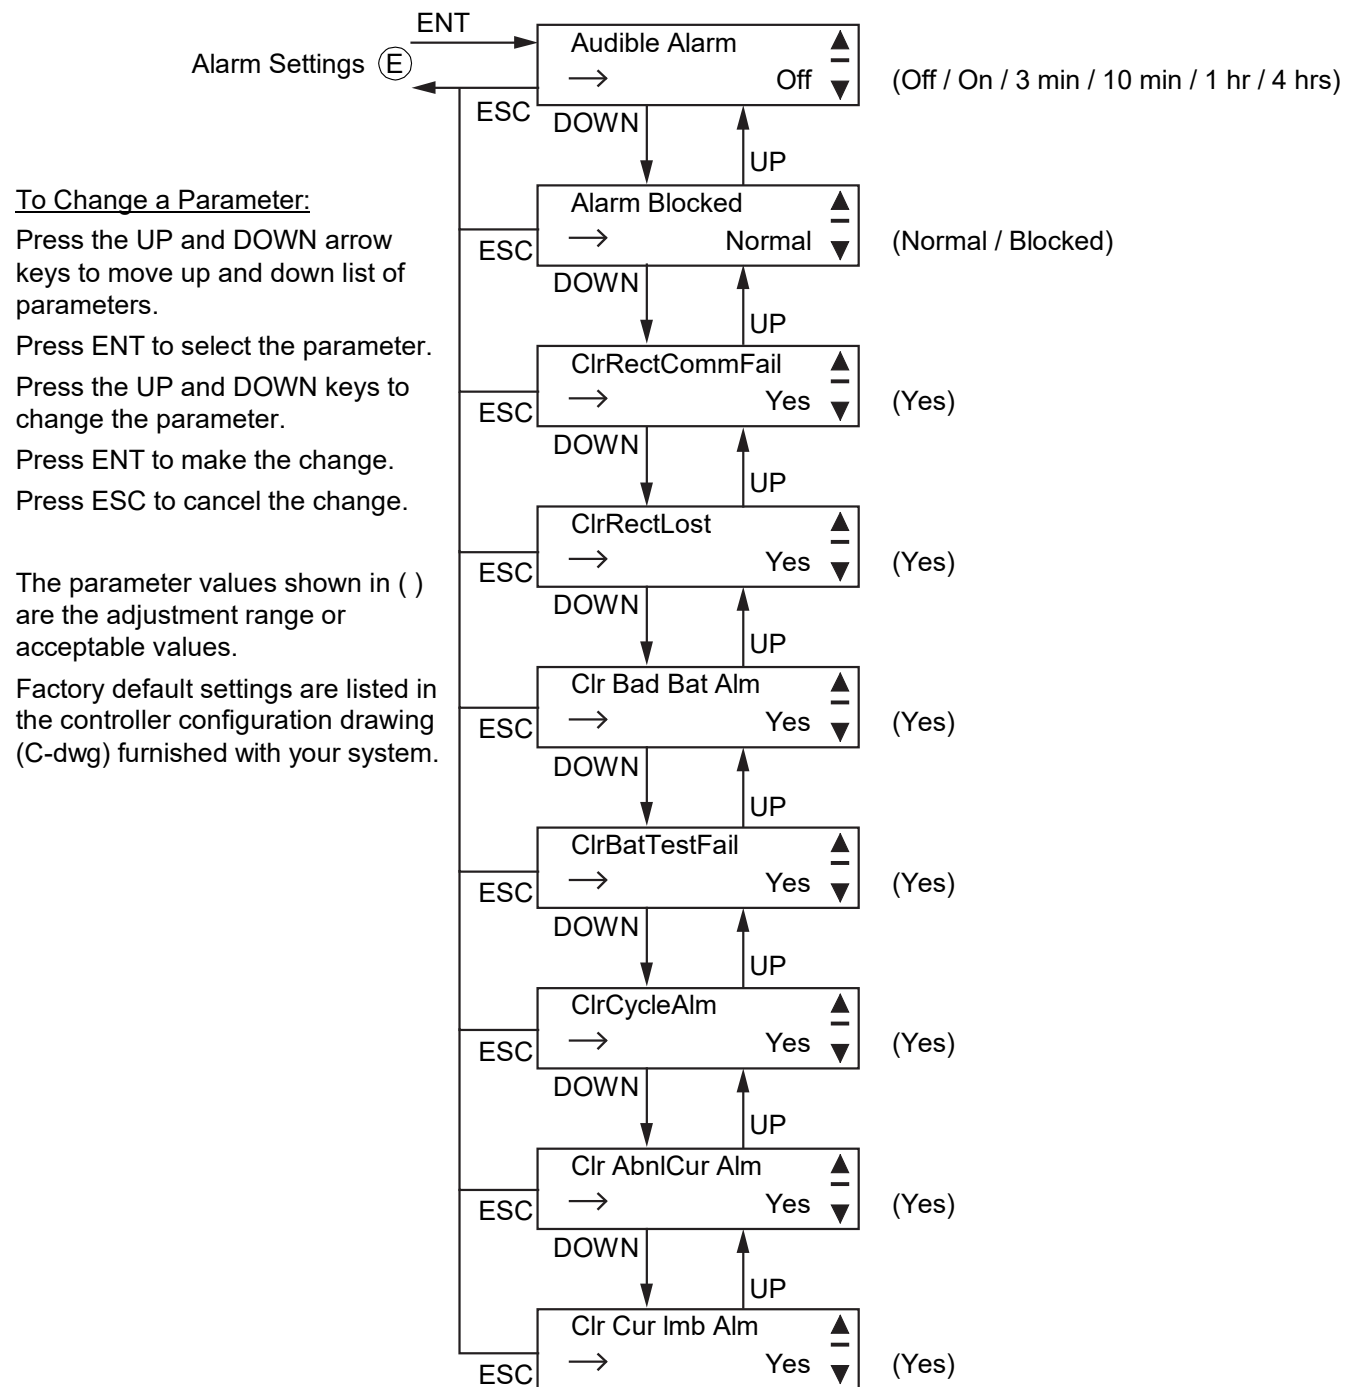 ENT
Alarm Settings E
Audible Alarm
→ Off
(Off / On / 3 min / 10 min / 1 hr / 4 hrs)
ESC
DOWN
UP
To Change a Parameter:
Press the UP and DOWN arrow
keys to move up and down list of
parameters.
Press ENT to select the parameter.
Press the UP and DOWN keys to
change the parameter.
Press ENT to make the change.
Press ESC to cancel the change.
The parameter values shown in ( )
are the adjustment range or
acceptable values.
Factory default settings are listed in
the controller configuration drawing
(C-dwg) furnished with your system.
Alarm Blocked
→ Normal
(Normal / Blocked)
ESC
DOWN
UP
ClrRectCommFail
→ Yes
(Yes)
ESC
DOWN
UP
ClrRectLost
→ Yes
(Yes)
ESC
DOWN
UP
Clr Bad Bat Alm
→ Yes
(Yes)
ESC
DOWN
UP
ClrBatTestFail
→ Yes
(Yes)
ESC
DOWN
UP
ClrCycleAlm
→ Yes
(Yes)
ESC
DOWN
UP
Clr AbnlCur Alm
→ Yes
(Yes)
ESC
DOWN
UP
Clr Cur Imb Alm
→ Yes
(Yes)
ESC